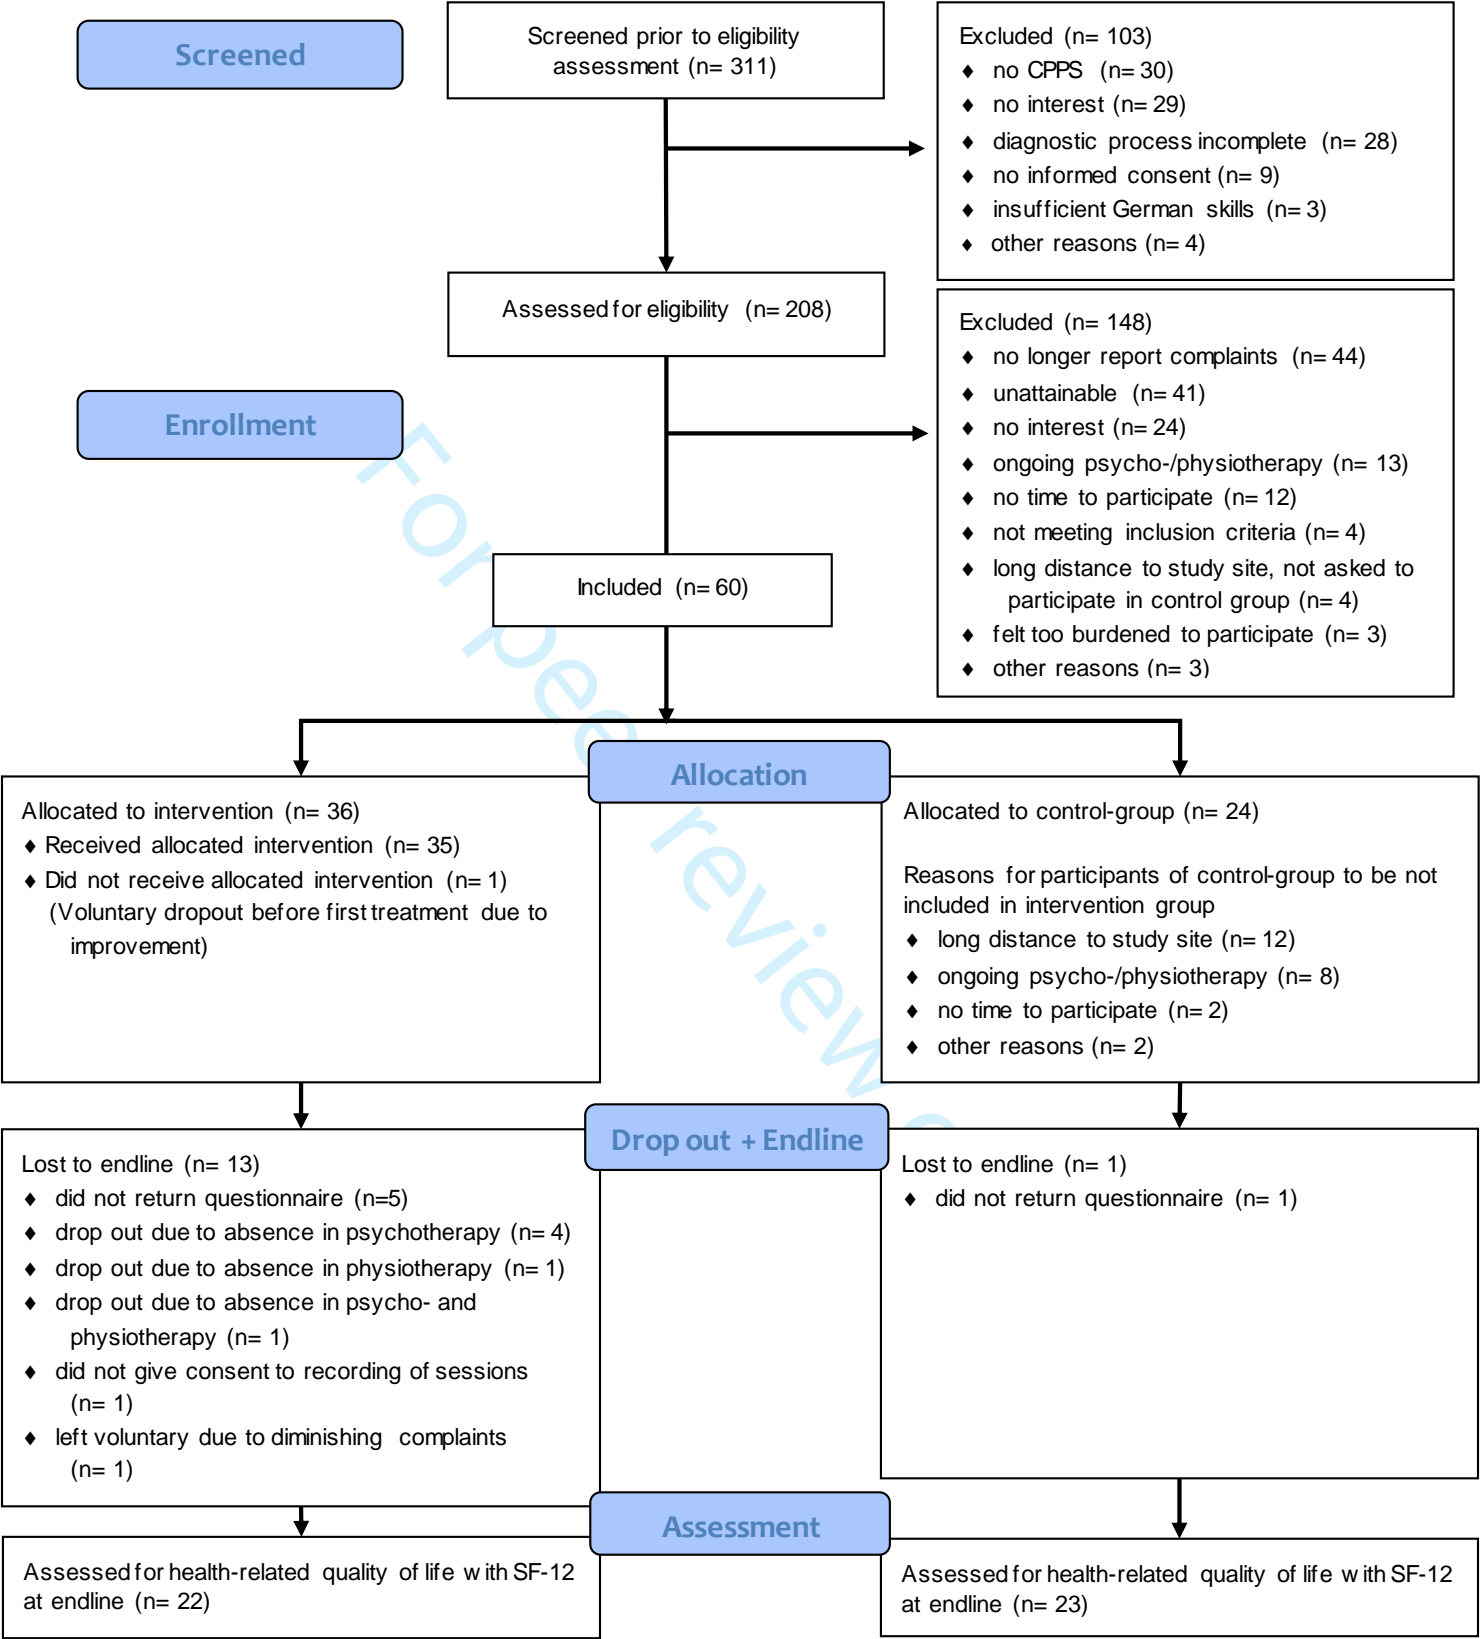 Screened
Screened prior to eligibility
assessment (n= 311)
Excluded (n= 103)
♦ no CPPS (n= 30)
♦ no interest (n= 29)
♦ diagnostic process incomplete (n= 28)
♦ no informed consent (n= 9)
♦ insufficient German skills (n= 3)
♦ other reasons (n= 4)
Assessed for eligibility (n= 208)
Enrollment
Excluded (n= 148)
♦ no longer report complaints (n= 44)
♦ unattainable (n= 41)
♦ no interest (n= 24)
♦ ongoing psycho-/physiotherapy (n= 13)
♦ no time to participate (n= 12)
♦ not meeting inclusion criteria (n= 4)
♦ long distance to study site, not asked to
participate in control group (n= 4)
♦ felt too burdened to participate (n= 3)
♦ other reasons (n= 3)
Included (n= 60)
For peer review
Allocation
Allocated to intervention (n= 36)
♦ Received allocated intervention (n= 35)
♦ Did not receive allocated intervention (n= 1)
(Voluntary dropout before first treatment due to
improvement)
Allocated to control-group (n= 24)
Reasons for participants of control-group to be not
included in intervention group
♦ long distance to study site (n= 12)
♦ ongoing psycho-/physiotherapy (n= 8)
♦ no time to participate (n= 2)
♦ other reasons (n= 2)
Drop out + Endline
Lost to endline (n= 13)
♦ did not return questionnaire (n=5)
♦ drop out due to absence in psychotherapy (n= 4)
♦ drop out due to absence in physiotherapy (n= 1)
♦ drop out due to absence in psycho- and
physiotherapy (n= 1)
♦ did not give consent to recording of sessions
(n= 1)
♦ left voluntary due to diminishing complaints
(n= 1)
Lost to endline (n= 1)
♦ did not return questionnaire (n= 1)
Assessment
Assessed for health-related quality of life with SF-12
at endline (n= 22)
Assessed for health-related quality of life with SF-12
at endline (n= 23)